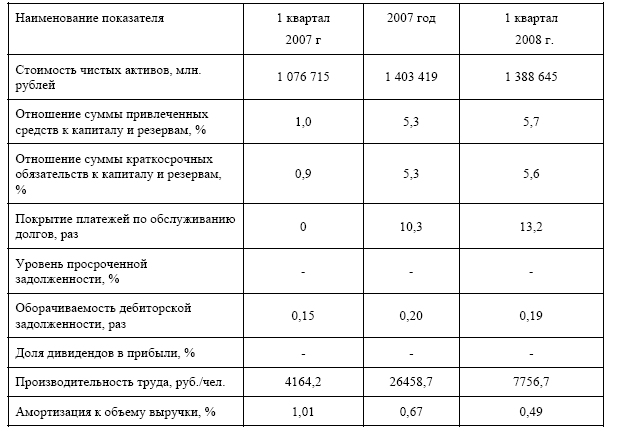 Наименование показателя 1 квартал 2007 год 1 квартал
2007 г 2008 г.
Стоимость чистых активов, млн. 1 076 715 1 403 419 1 388 645
рублей
Отношение суммы привлеченных
средств к капиталу и резервам, % 1,0 5,3 5,7
Отношение суммы краткосрочных
обязательств к капиталу и резервам, 0,9 5,3 5,6
%
Покрытие платежей по обслуживанию 0 10,3 13,2
долгов, раз
Уровень просроченной - - -
задолженности, %
Оборачиваемость дебиторской 0,15 0,20 0,19
задолженности, раз
Доля дивидендов в прибыли, % - - -
Производительность труда, руб./чел. 4164,2 26458,7 7756,7
Амортизация к объему выручки, % 1,01 0,67 0,49